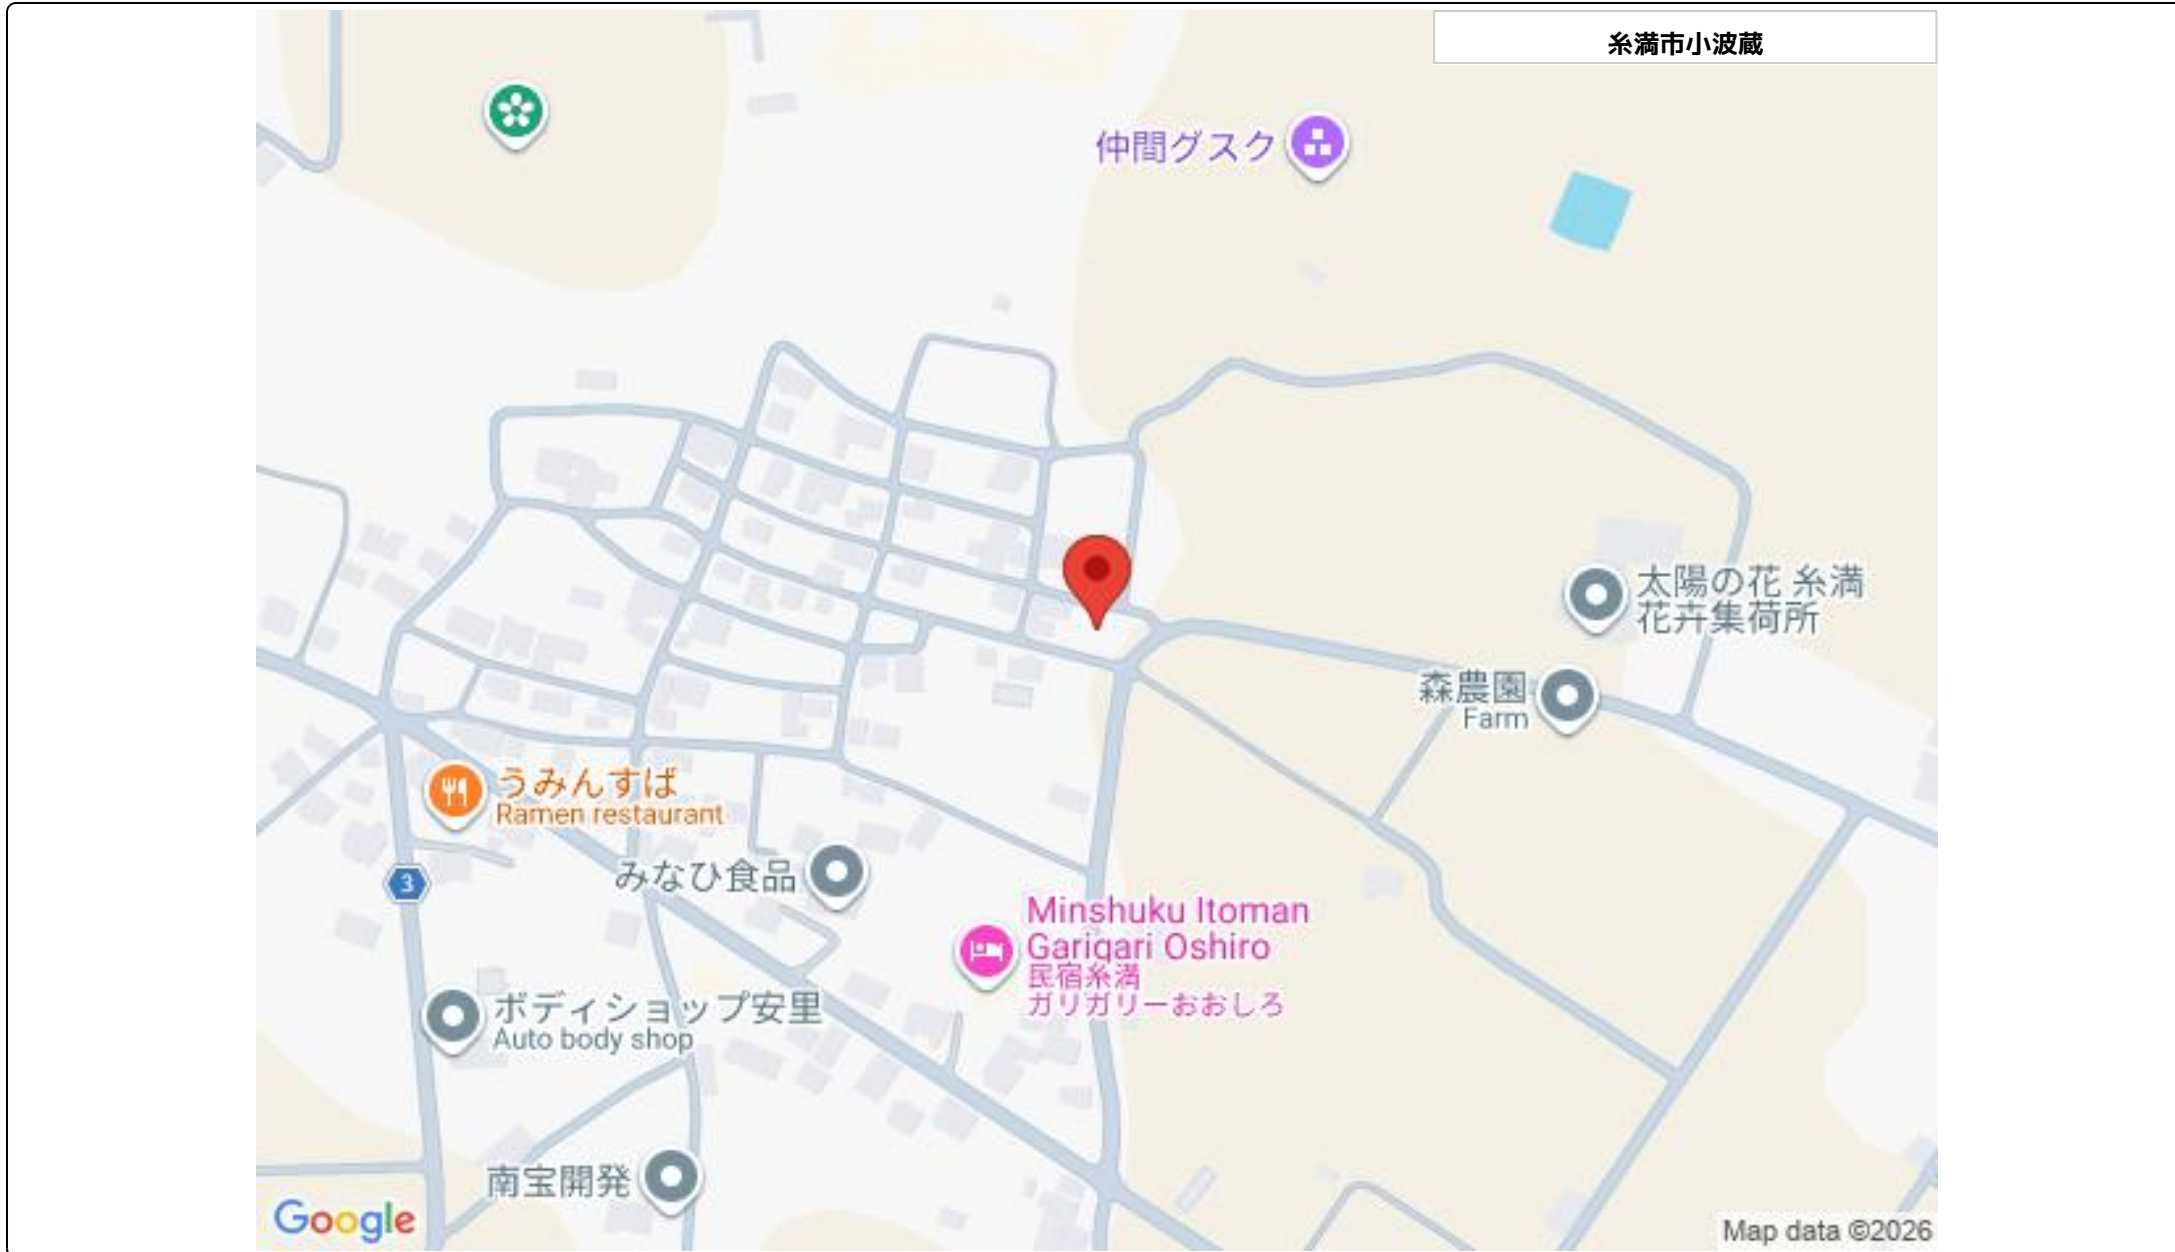 糸満市小波蔵
仲間グスク
太陽の花 糸満
花卉集荷所
森農園
Farm
うみんすば
Ramen restaurant
みなひ食品
3
Minshuku Itoman
Garigari Oshiro
民宿糸満
ガリガリーおおしろ
ボディショップ安里
Auto body shop
南宝開発
Google
Map data ©2026